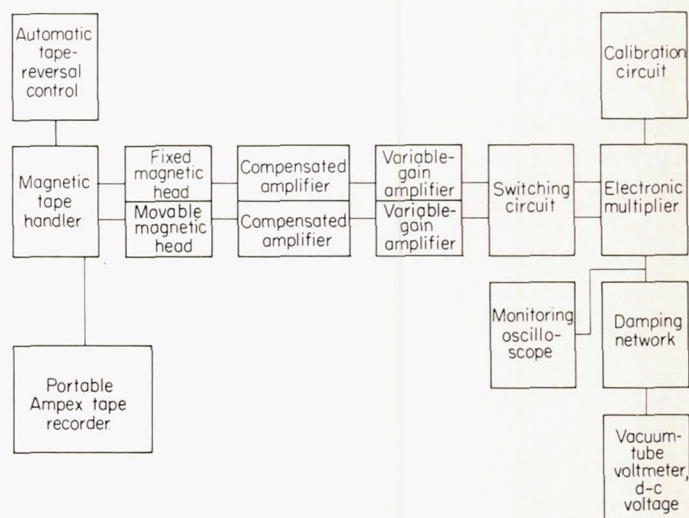 Automatic
tape-
reversal
control
Calibration
circuit
Magnetic
tape
handler
Fixed
magnetic
head
Movable
magnetic
head
Compensated
amplifier
Compensated
amplifier
Variable-
gain
amplifier
Variable-
gain
amplifier
Switching
circuit
Electronic
multiplier
Monitoring
oscillo-
scope
Damping
network
Portable
Ampex tape
recorder
Vacuum-
tube
voltmeter,
d-c
voltage